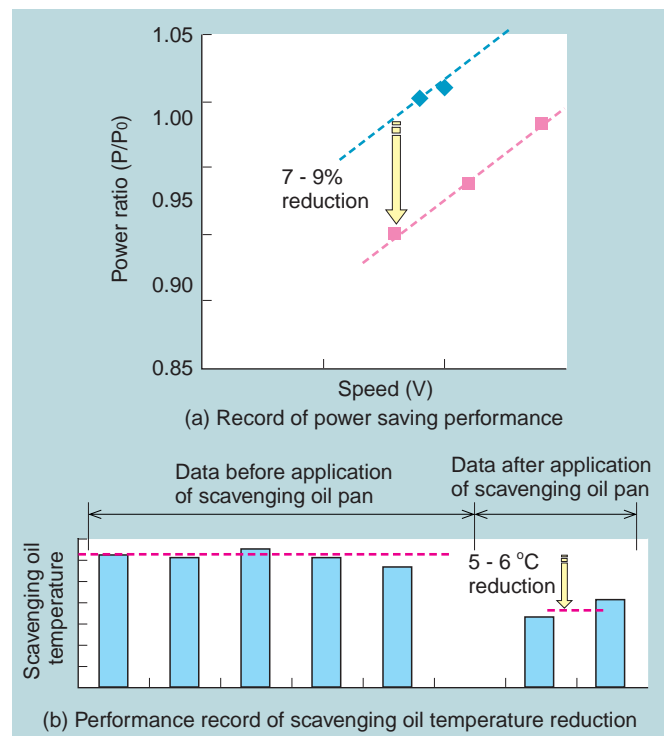 1.05
1.00
0.95
0.90
0.85
Power ratio (P/P0)
7 - 9%
reduction
Speed (V)
(a) Record of power saving performance
Data before application
of scavenging oil pan
Data after application
of scavenging oil pan
Scavenging oil
temperature
5 - 6 °C
reduction
(b) Performance record of scavenging oil temperature reduction